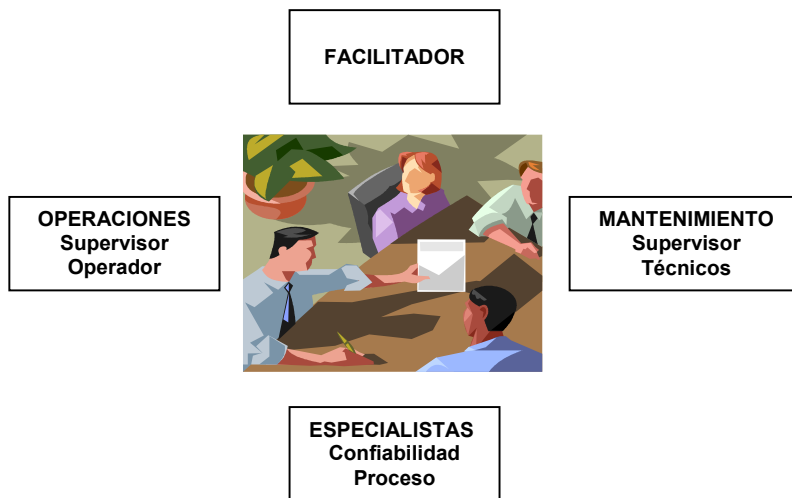 FACILITADOR
OPERACIONES
Supervisor
Operador
MANTENIMIENTO
Supervisor
Técnicos
ESPECIALISTAS
Confiabilidad
Proceso